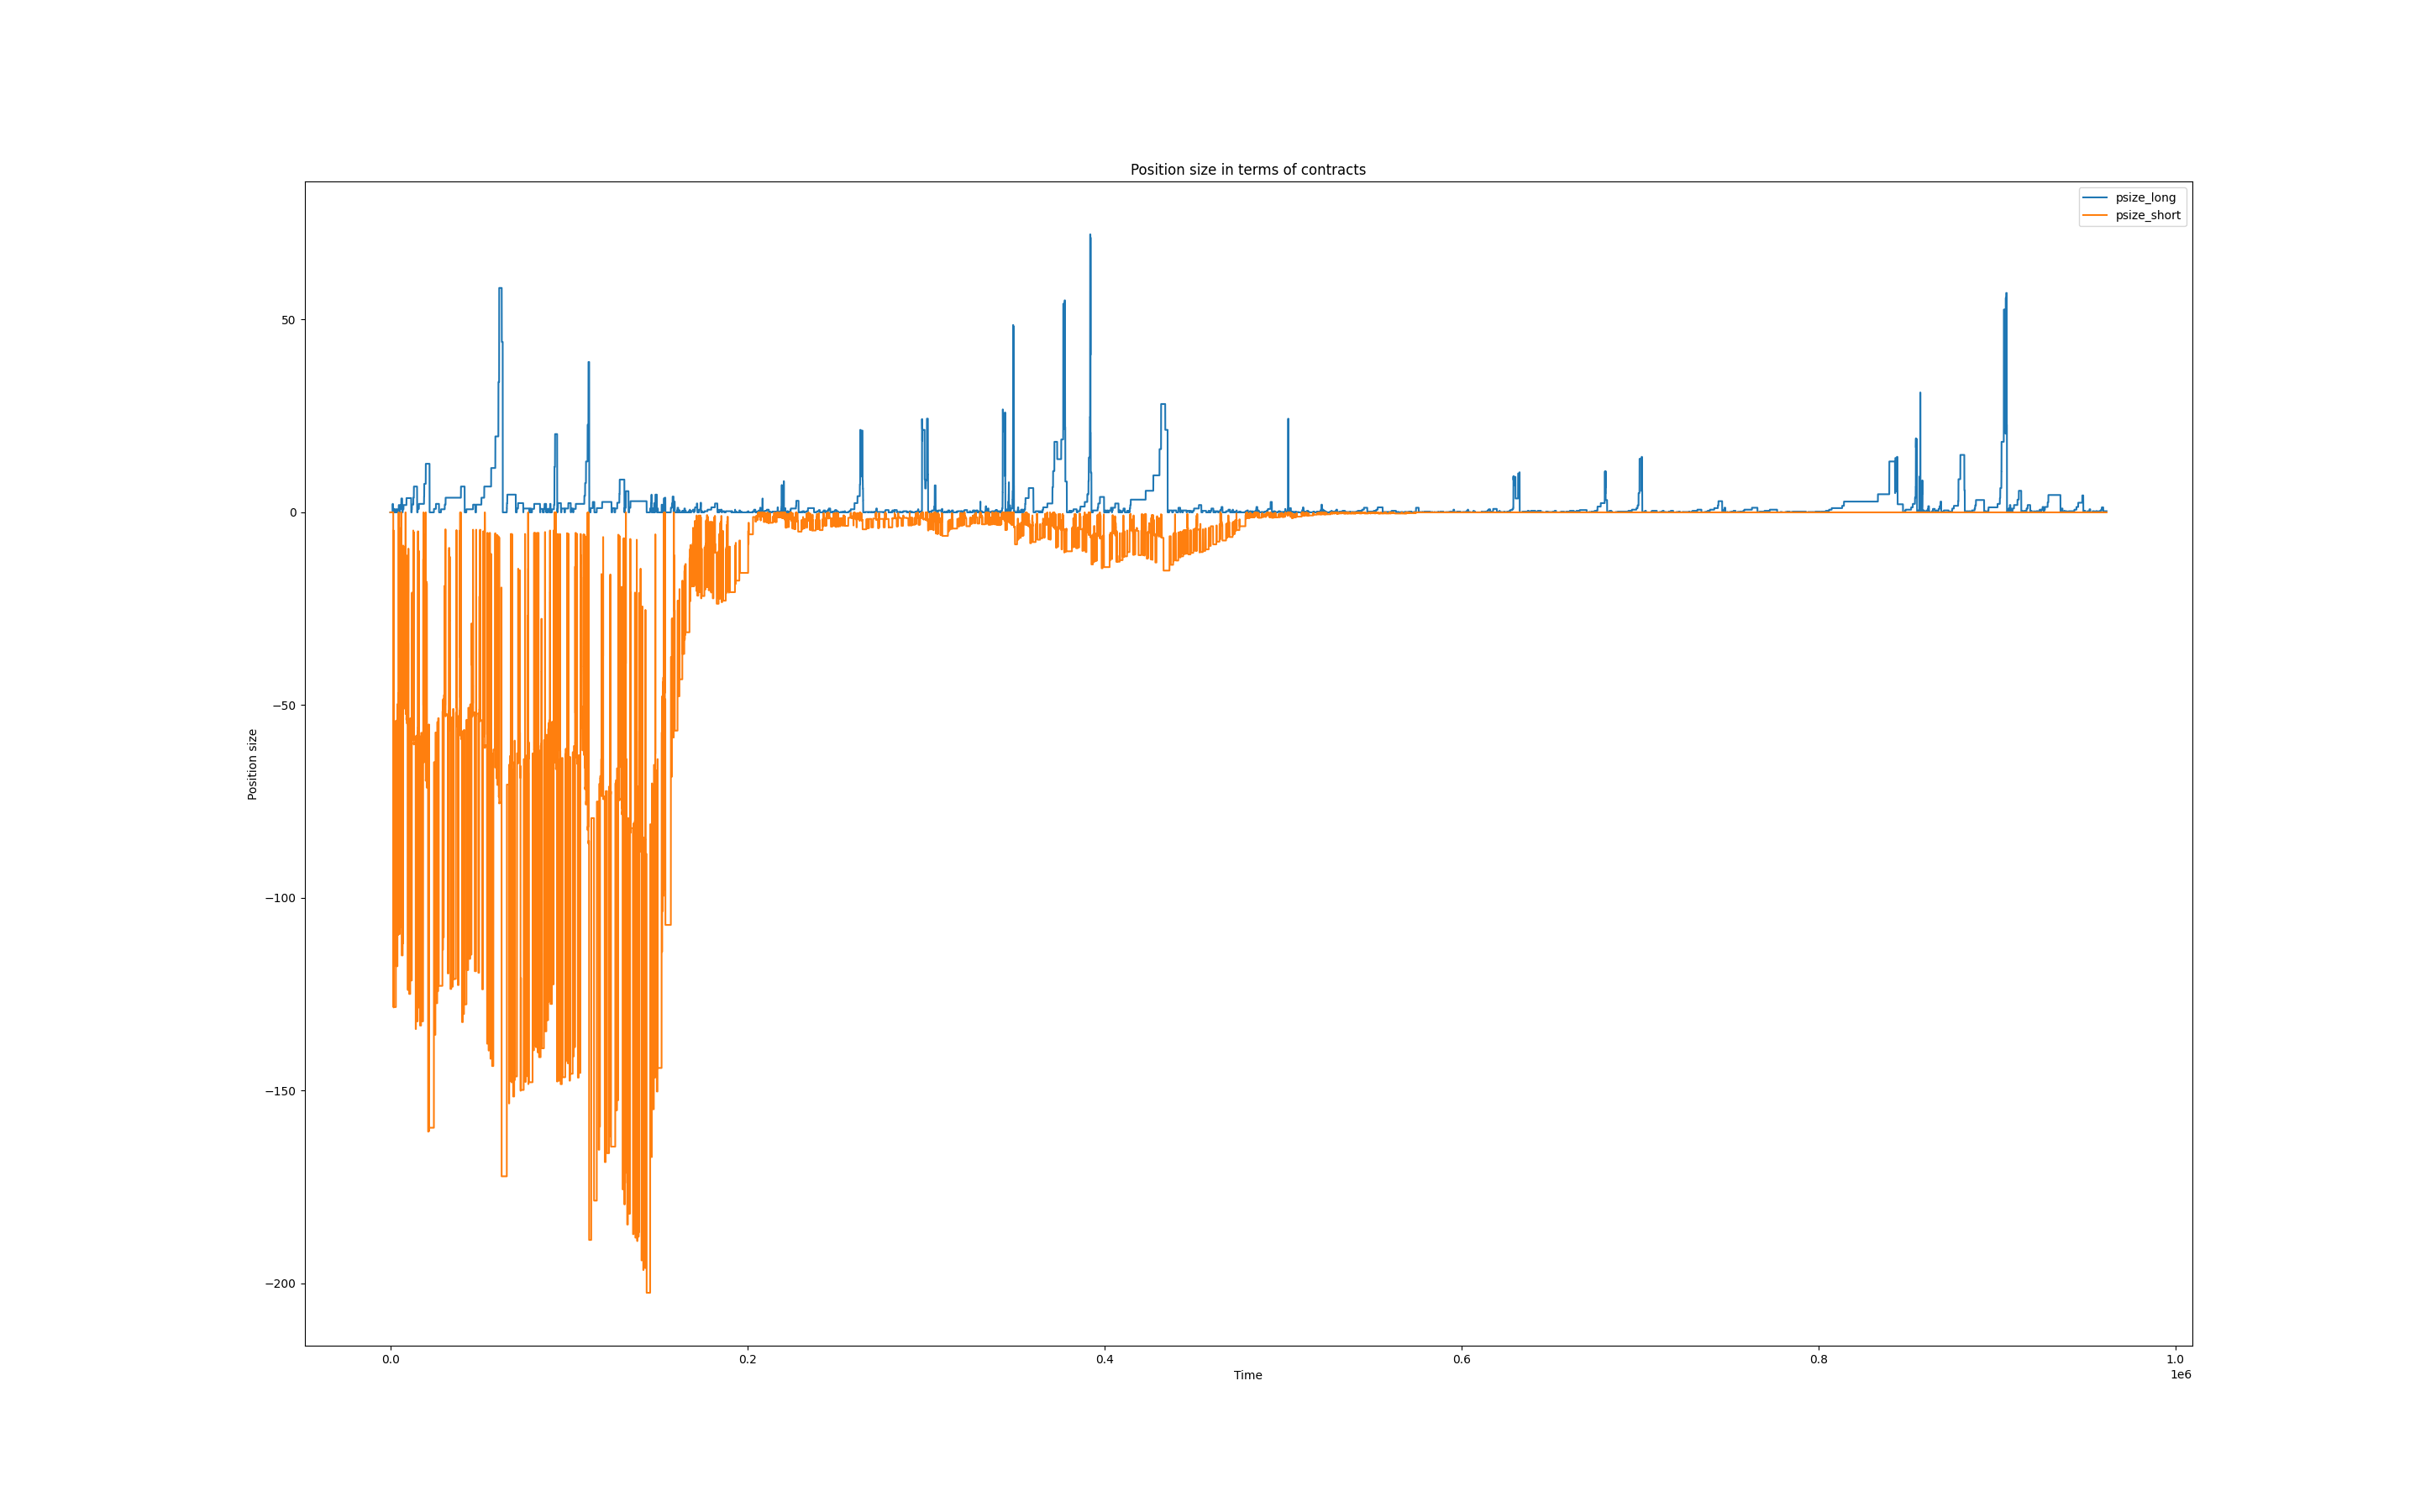 Position size in terms of contracts
psize_long
psize_short
Position size
50
0
−50
−100
−150
−200
0.0 0.2 0.4 0.6 0.8 1.0
Time
1e6